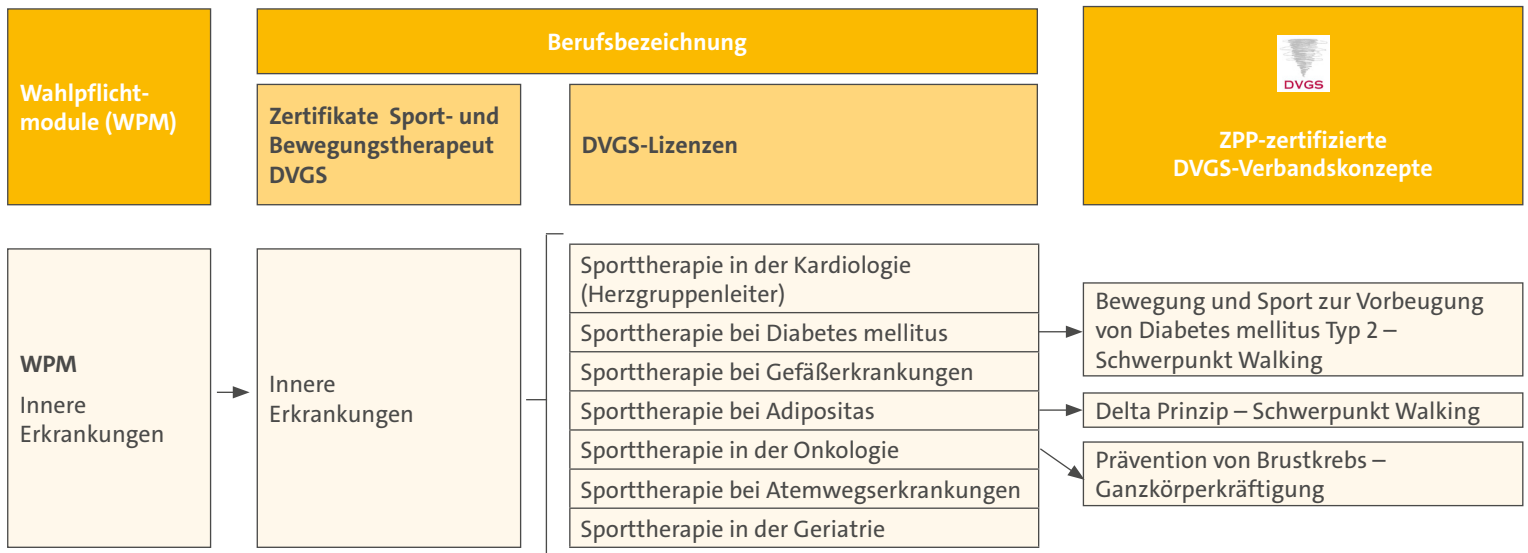 Wahlpflicht-
module (WPM)
Berufsbezeichnung
Zertifikate Sport- und
Bewegungstherapeut
DVGS
DVGS-Lizenzen
DVGS
ZPP-zertifizierte
DVGS-Verbandskonzepte
WPM
Innere
Erkrankungen
Innere
Erkrankungen
Sporttherapie in der Kardiologie
(Herzgruppenleiter)
Sporttherapie bei Diabetes mellitus
Sporttherapie bei Gefäßerkrankungen
Sporttherapie bei Adipositas
Sporttherapie in der Onkologie
Sporttherapie bei Atemwegserkrankungen
Sporttherapie in der Geriatrie
Bewegung und Sport zur Vorbeugung
von Diabetes mellitus Typ 2 –
Schwerpunkt Walking
Delta Prinzip – Schwerpunkt Walking
Prävention von Brustkrebs –
Ganzkörperkräftigung